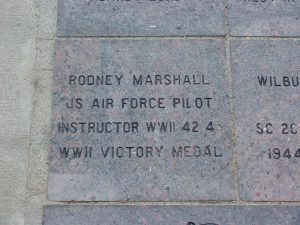 RODNEY MARSHALL
US AIR FORCE PILOT
INSTRUCTOR WWII 42 4
WWII VICTORY MEDAL
WILBU
SC 2C
1944